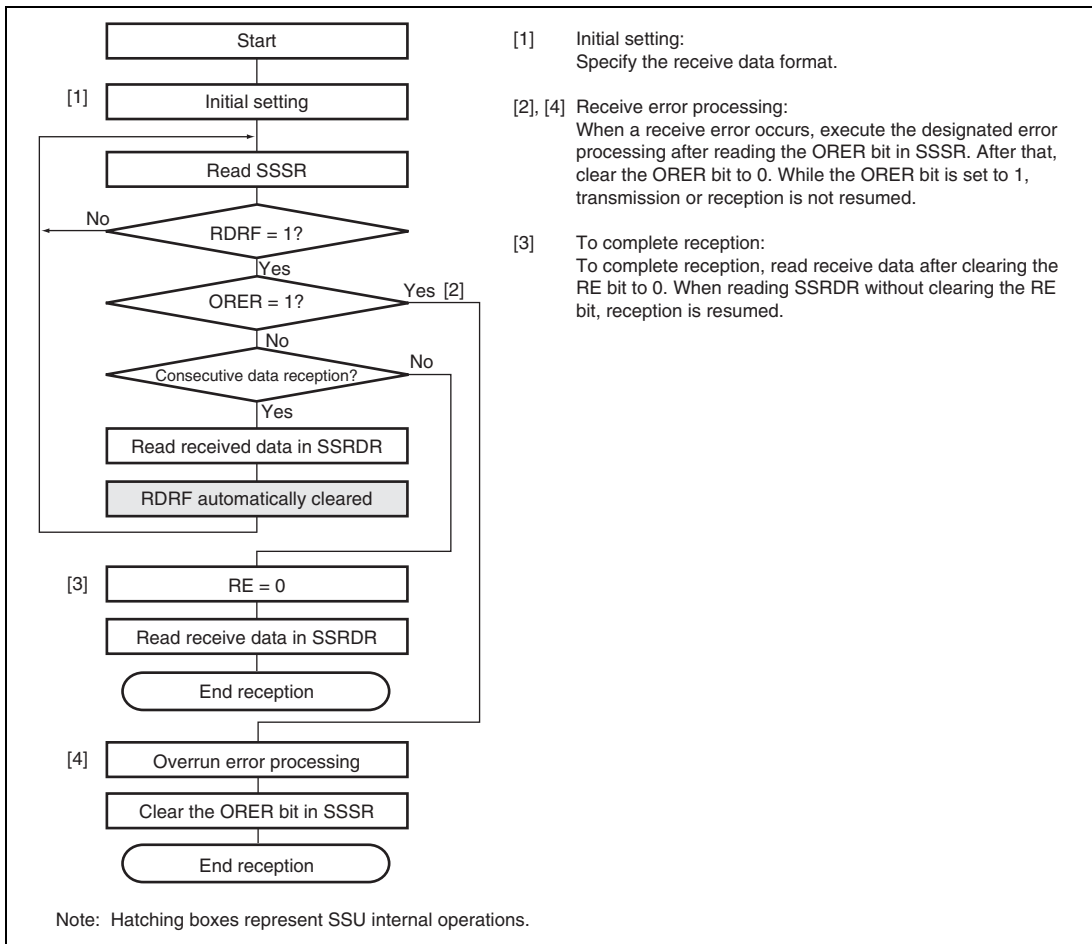 Start
[1] Initial setting
Read SSSR
No
RDRF = 1?
Yes
ORER = 1?
Yes [2]
No
Consecutive data reception?
No
Yes
Read received data in SSRDR
RDRF automatically cleared
[3] RE = 0
Read receive data in SSRDR
End reception
[4] Overrun error processing
Clear the ORER bit in SSSR
End reception
[1] Initial setting:
Specify the receive data format.
[2], [4] Receive error processing:
When a receive error occurs, execute the designated error
processing after reading the ORER bit in SSSR. After that,
clear the ORER bit to 0. While the ORER bit is set to 1,
transmission or reception is not resumed.
[3] To complete reception:
To complete reception, read receive data after clearing the
RE bit to 0. When reading SSRDR without clearing the RE
bit, reception is resumed.
Note: Hatching boxes represent SSU internal operations.